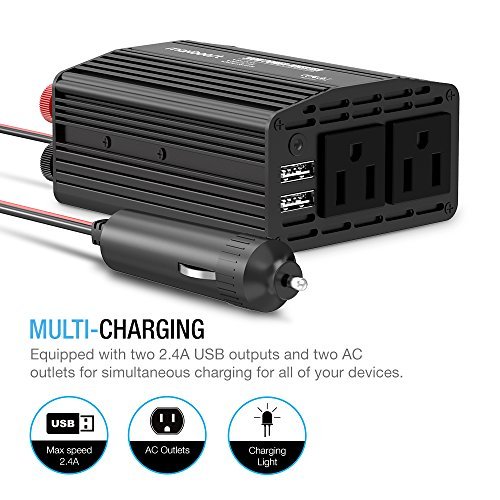 MULTI-CHARGING
Equipped with two 2.4A USB outputs and two AC
outlets for simultaneous charging for all of your devices.
USB
Max speed
2.4A
AC Outlets
Charging
Light